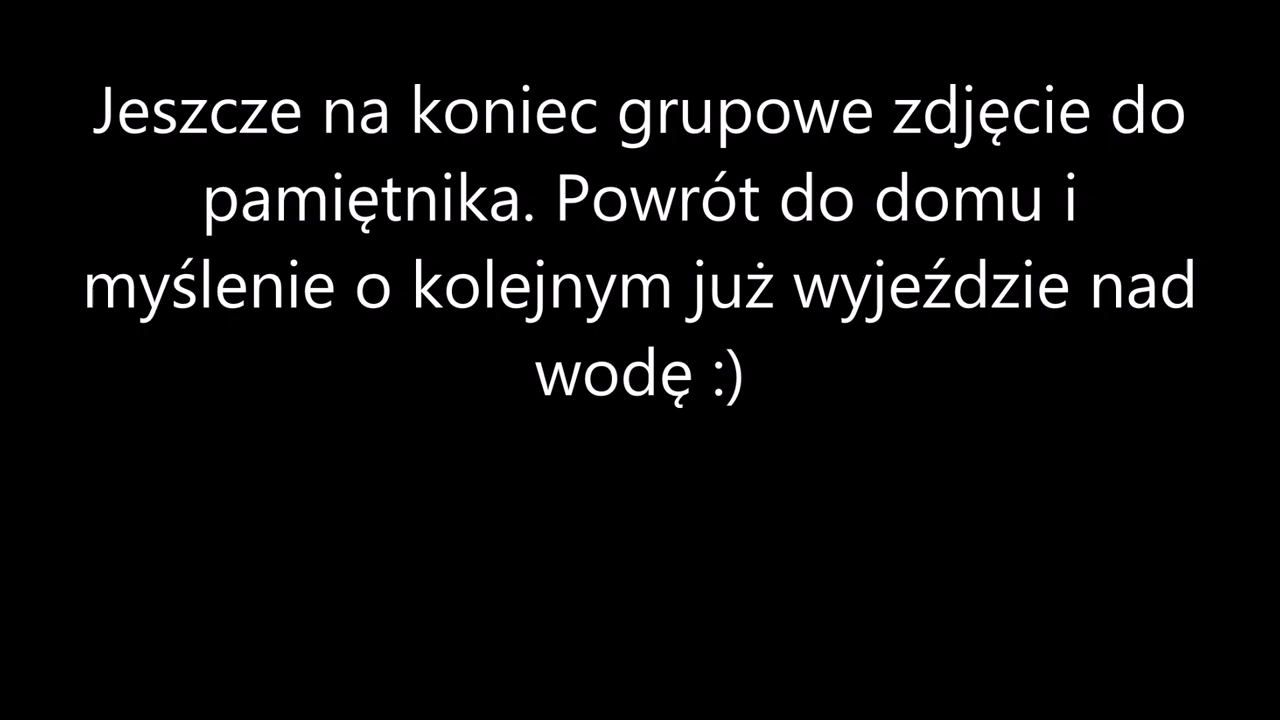 Jeszcze na koniec grupowe zdjęcie do
pamiętnika. Powrót do domu i
myślenie o kolejnym już wyjeździe nad
wodę :)